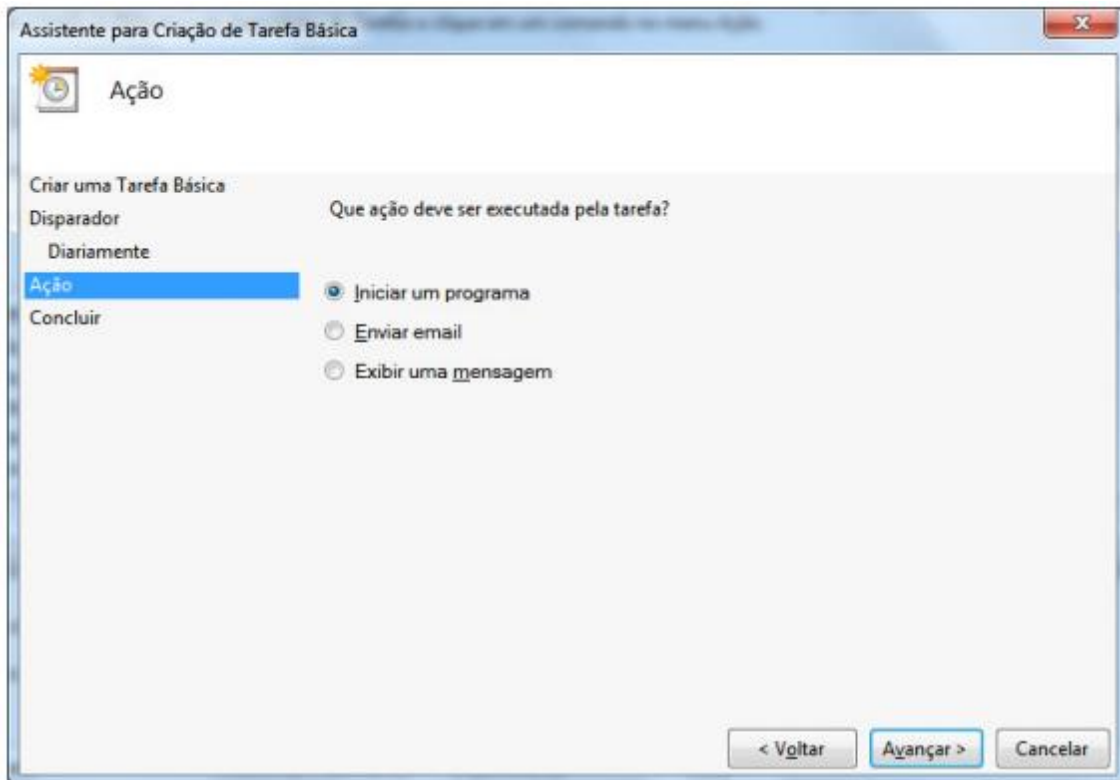 Assistente para Criação de Tarefa Básica
Ação
Criar uma Tarefa Básica
Disparador
Diariamente
Ação
Concluir
Que ação deve ser executada pela tarefa?
Iniciar um programa
Enviar email
Exibir uma mensagem
< Voltar
Avançar >
Cancelar